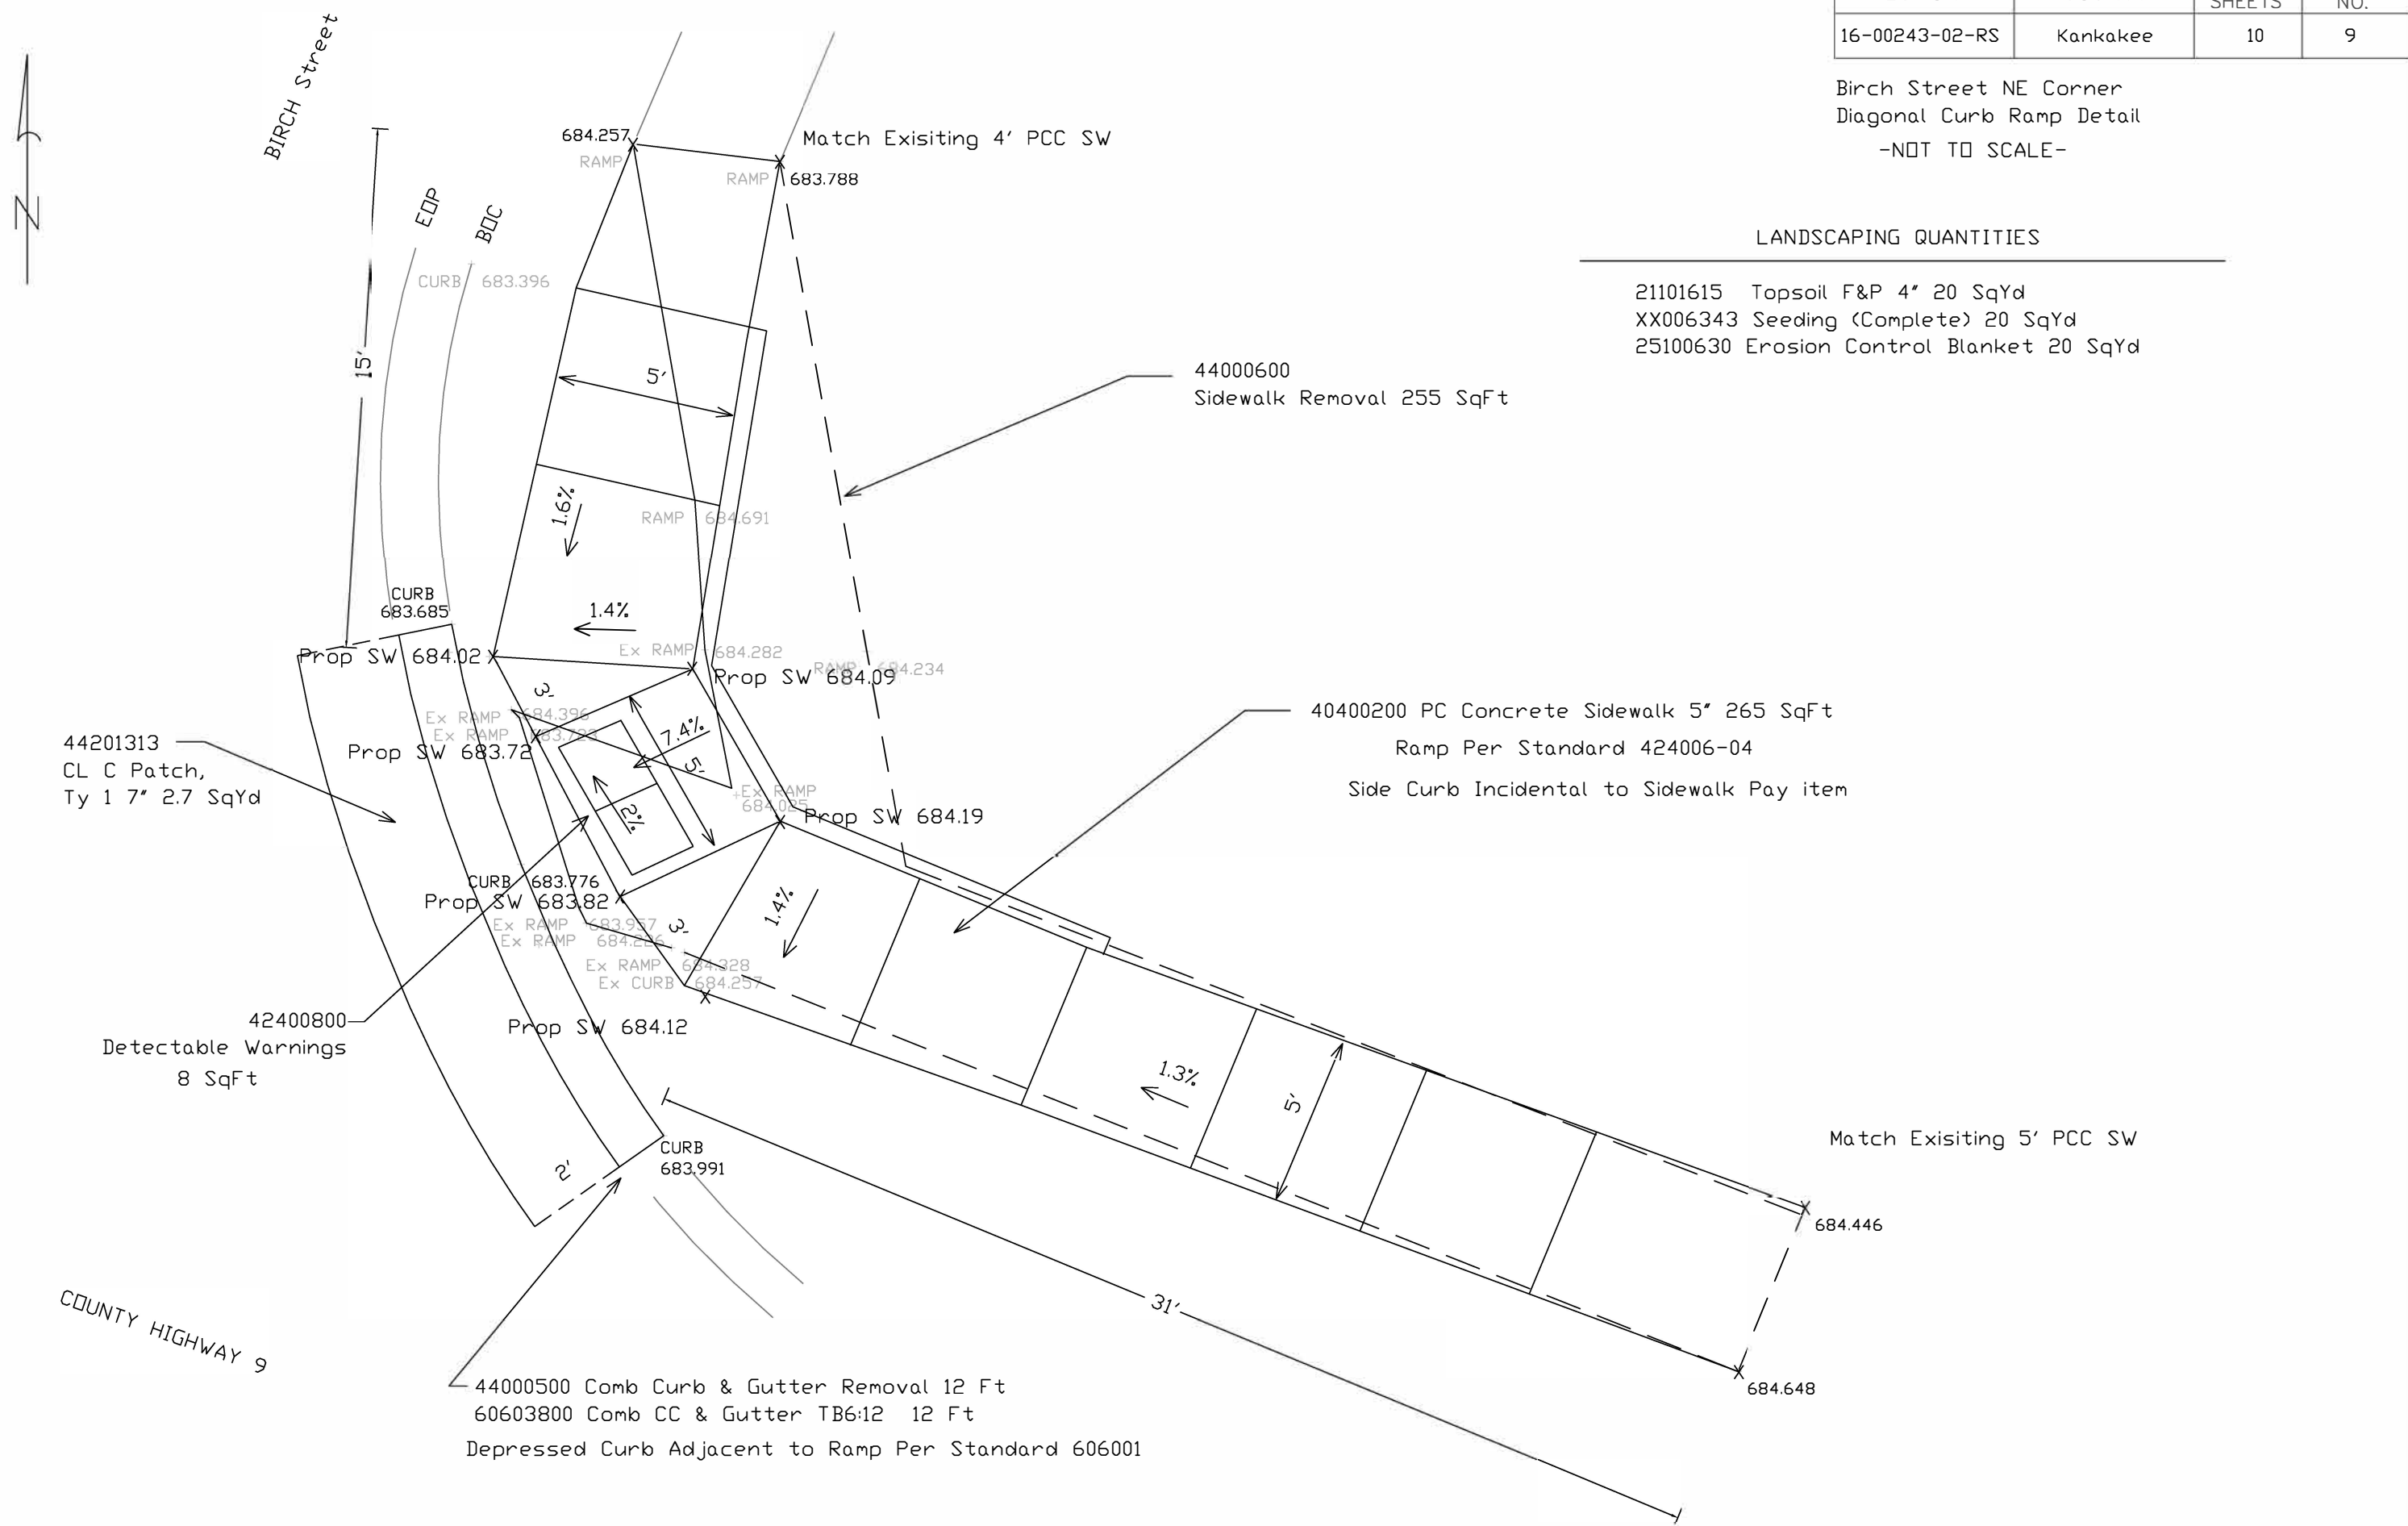 SHEETS NO.
16-00243-02-RS Kankakee 10 9
Birch Street NE Corner
Diagonal Curb Ramp Detail
-NOT TO SCALE-
LANDSCAPING QUANTITIES
21101615 Topsoil F&P 4" 20 SqYd
XX006343 Seeding (Complete) 20 SqYd
25100630 Erosion Control Blanket 20 SqYd
BIRCH Street
N
15'
EOP
BOC
684.257
RAMP
Match Exisiting 4' PCC SW
RAMP
683.788
CURB 683.396
5'
44000600
Sidewalk Removal 255 SqFt
1.6%
RAMP 684.691
CURB
683.685
1.4%
Ex RAMP 684.282
Prop SW 684.02
RAMP 684.234
Prop SW 684.09
3'
Ex RAMP 684.396
Ex RAMP
Prop SW 683.72
7.4%
5'
2%
44201313
CL C Patch,
Ty 1 7" 2.7 SqYd
40400200 PC Concrete Sidewalk 5" 265 SqFt
Ramp Per Standard 424006-04
Side Curb Incidental to Sidewalk Pay item
Ex RAMP
684.025
Prop SW 684.19
CURB 683.776
Prop SW 683.82
Ex RAMP 683.957
Ex RAMP 684.226
3'
1.4%
Ex RAMP 684.328
Ex CURB 684.257
42400800
Detectable Warnings
8 SqFt
Prop SW 684.12
1.3%
5'
Match Exisiting 5' PCC SW
CURB
683.991
2'
684.446
31'
684.648
COUNTY HIGHWAY 9
44000500 Comb Curb & Gutter Removal 12 Ft
60603800 Comb CC & Gutter TB6:12 12 Ft
Depressed Curb Adjacent to Ramp Per Standard 606001